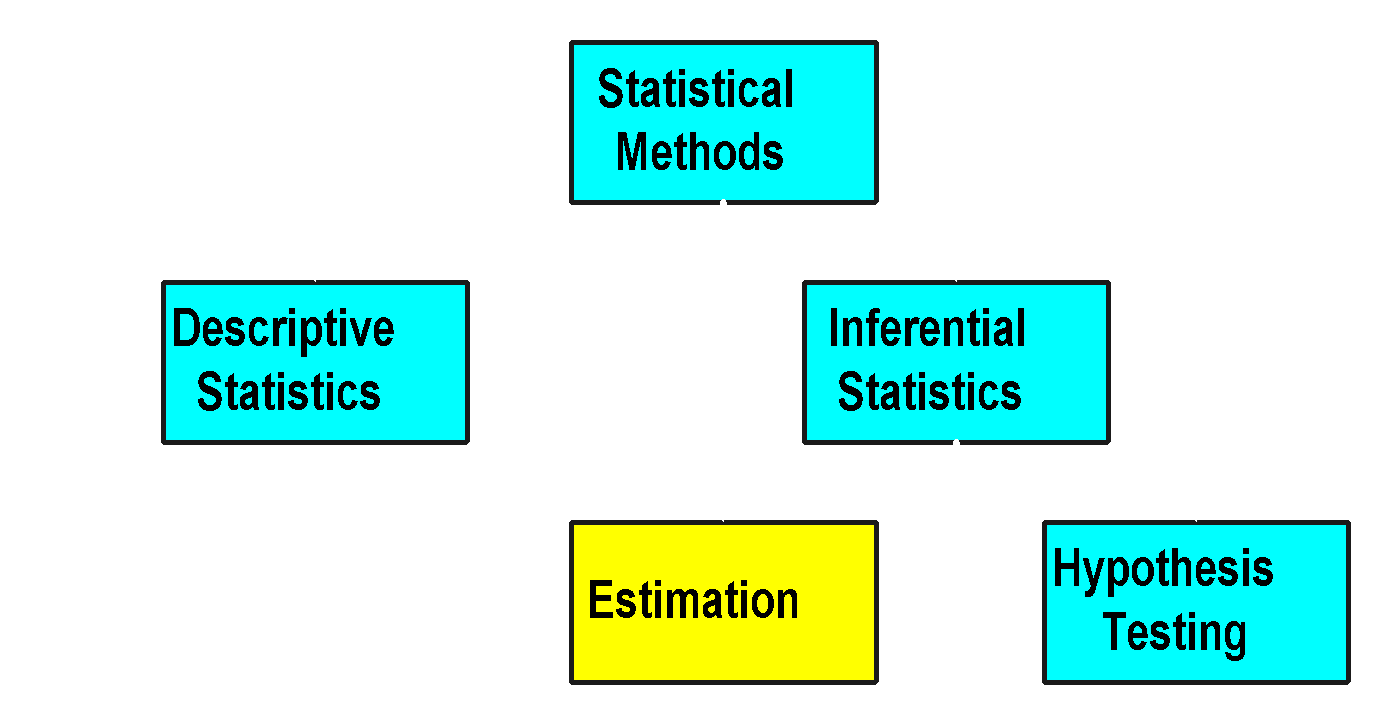 Statistical
Methods
Descriptive
Statistics
Inferential
Statistics
Estimation
Hypothesis
Testing